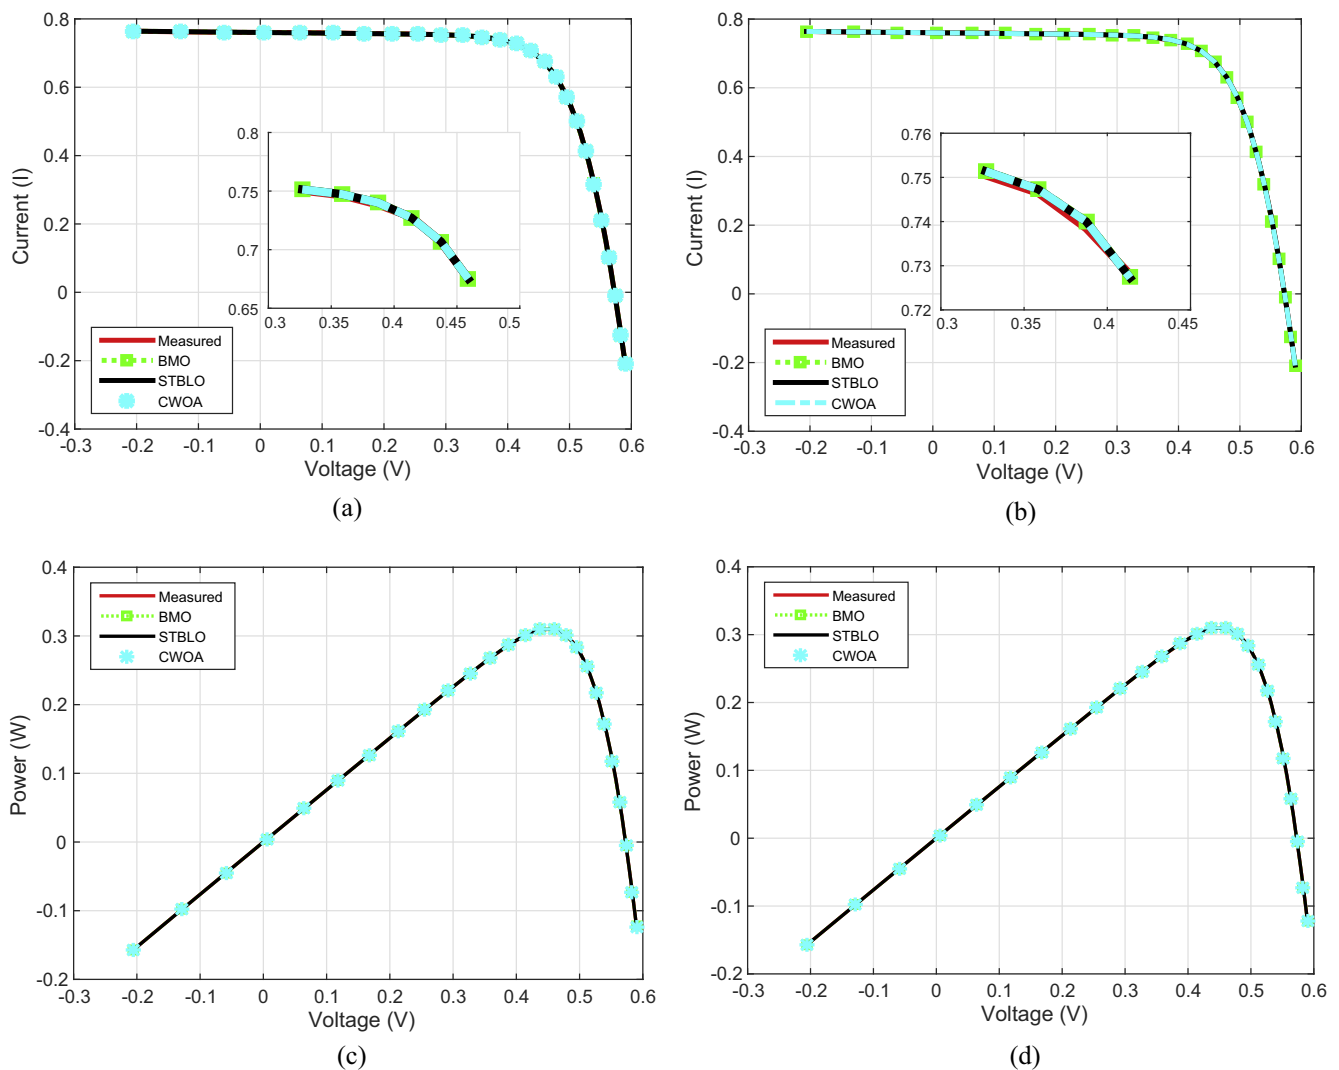 0.8
0.6
0.4
0.2
0
-0.2
-0.4
Current (I)
0.8
0.75
0.7
0.65
0.3 0.35 0.4 0.45 0.5
Measured
BMO
STBLO
CWOA
-0.3 -0.2 -0.1 0 0.1 0.2 0.3 0.4 0.5 0.6
Voltage (V)
(a)
0.8
0.6
0.4
0.2
0
-0.2
-0.4
Current (I)
0.76
0.75
0.74
0.73
0.72
0.3 0.35 0.4 0.45
Measured
BMO
STBLO
CWOA
-0.3 -0.2 -0.1 0 0.1 0.2 0.3 0.4 0.5 0.6
Voltage (V)
(b)
0.4
0.3
0.2
0.1
0
-0.1
-0.2
Power (W)
Measured
BMO
STBLO
CWOA
-0.3 -0.2 -0.1 0 0.1 0.2 0.3 0.4 0.5 0.6
Voltage (V)
(c)
0.4
0.3
0.2
0.1
0
-0.1
-0.2
Power (W)
Measured
BMO
STBLO
CWOA
-0.3 -0.2 -0.1 0 0.1 0.2 0.3 0.4 0.5 0.6
Voltage (V)
(d)